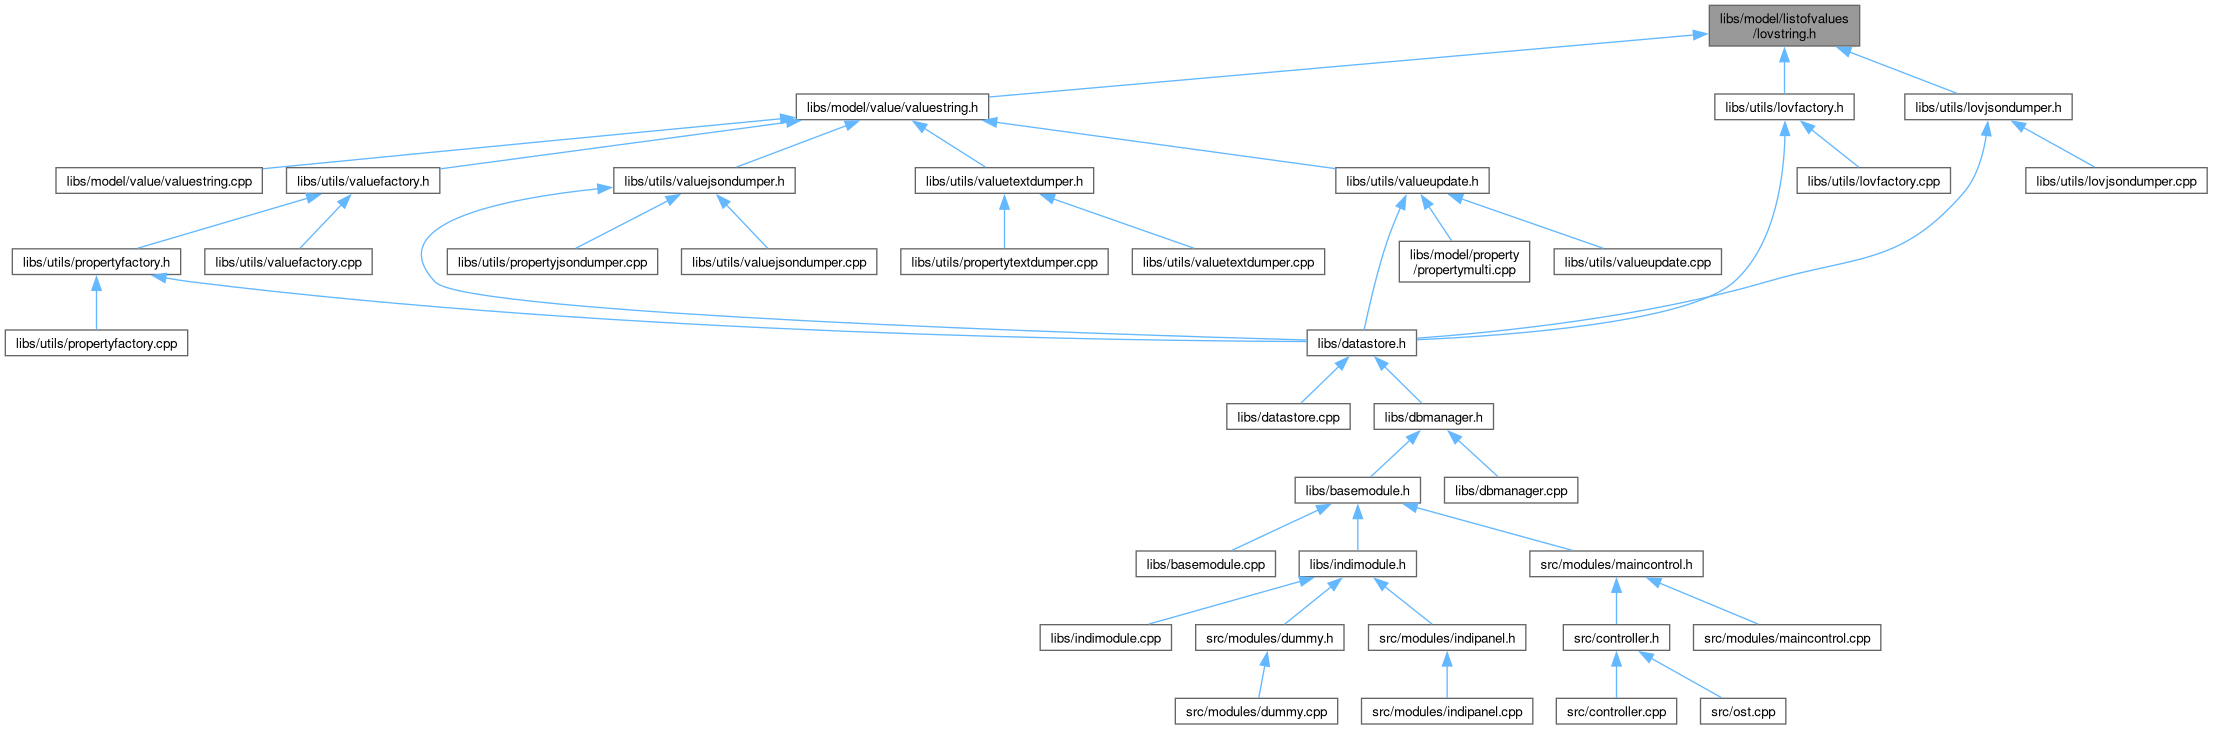 libs/model/listofvalues
/lovstring.h
libs/model/value/valuestring.h
libs/utils/lovfactory.h
libs/utils/lovjsondumper.h
libs/model/value/valuestring.cpp
libs/utils/valuefactory.h
libs/utils/valuejsondumper.h
libs/utils/valuetextdumper.h
libs/utils/valueupdate.h
libs/utils/lovfactory.cpp
libs/utils/lovjsondumper.cpp
libs/utils/propertyfactory.h
libs/utils/valuefactory.cpp
libs/utils/propertyjsondumper.cpp
libs/utils/valuejsondumper.cpp
libs/utils/propertytextdumper.cpp
libs/utils/valuetextdumper.cpp
libs/model/property
/propertymulti.cpp
libs/utils/valueupdate.cpp
libs/utils/propertyfactory.cpp
libs/datastore.h
libs/datastore.cpp
libs/dbmanager.h
libs/basemodule.h
libs/dbmanager.cpp
libs/basemodule.cpp
libs/indimodule.h
src/modules/maincontrol.h
libs/indimodule.cpp
src/modules/dummy.h
src/modules/indipanel.h
src/controller.h
src/modules/maincontrol.cpp
src/modules/dummy.cpp
src/modules/indipanel.cpp
src/controller.cpp
src/ost.cpp